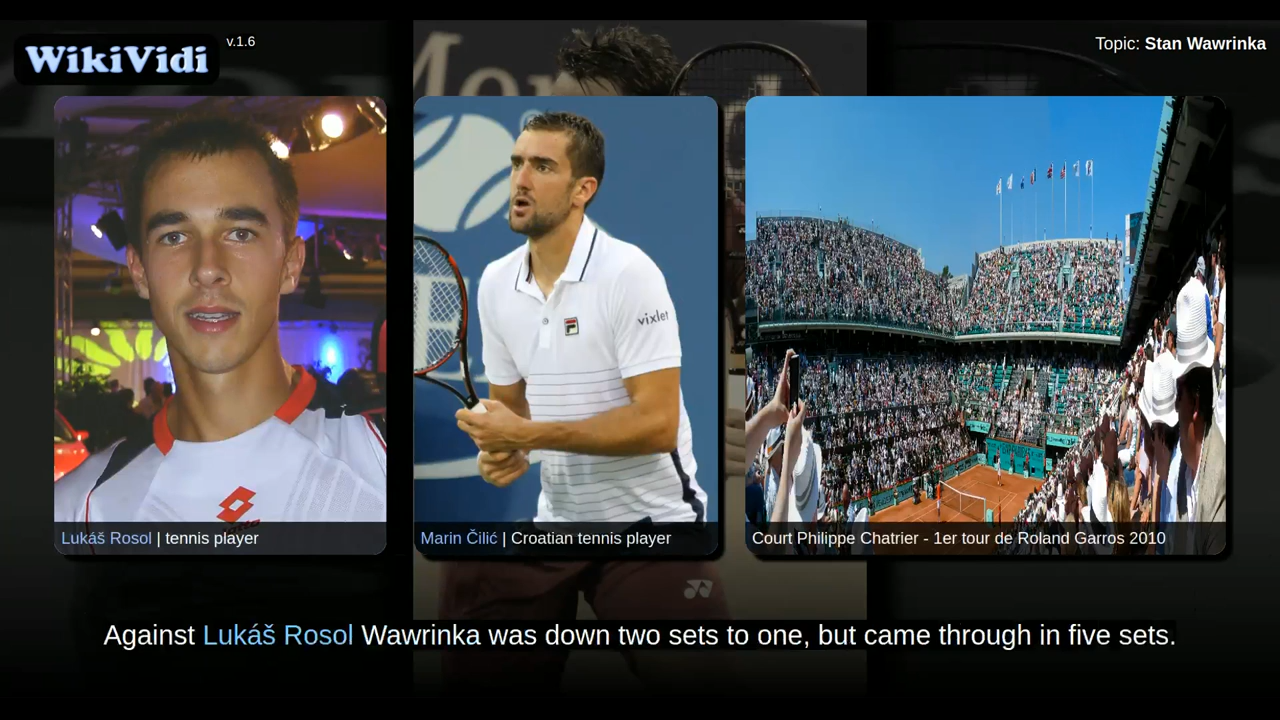 WikiVidi
v.1.6
Topic: Stan Wawrinka
vixlet
Lukáš Rosol | tennis player
Marin Čilić | Croatian tennis player
Court Philippe Chatrier - 1er tour de Roland Garros 2010
Against Lukáš Rosol Wawrinka was down two sets to one, but came through in five sets.